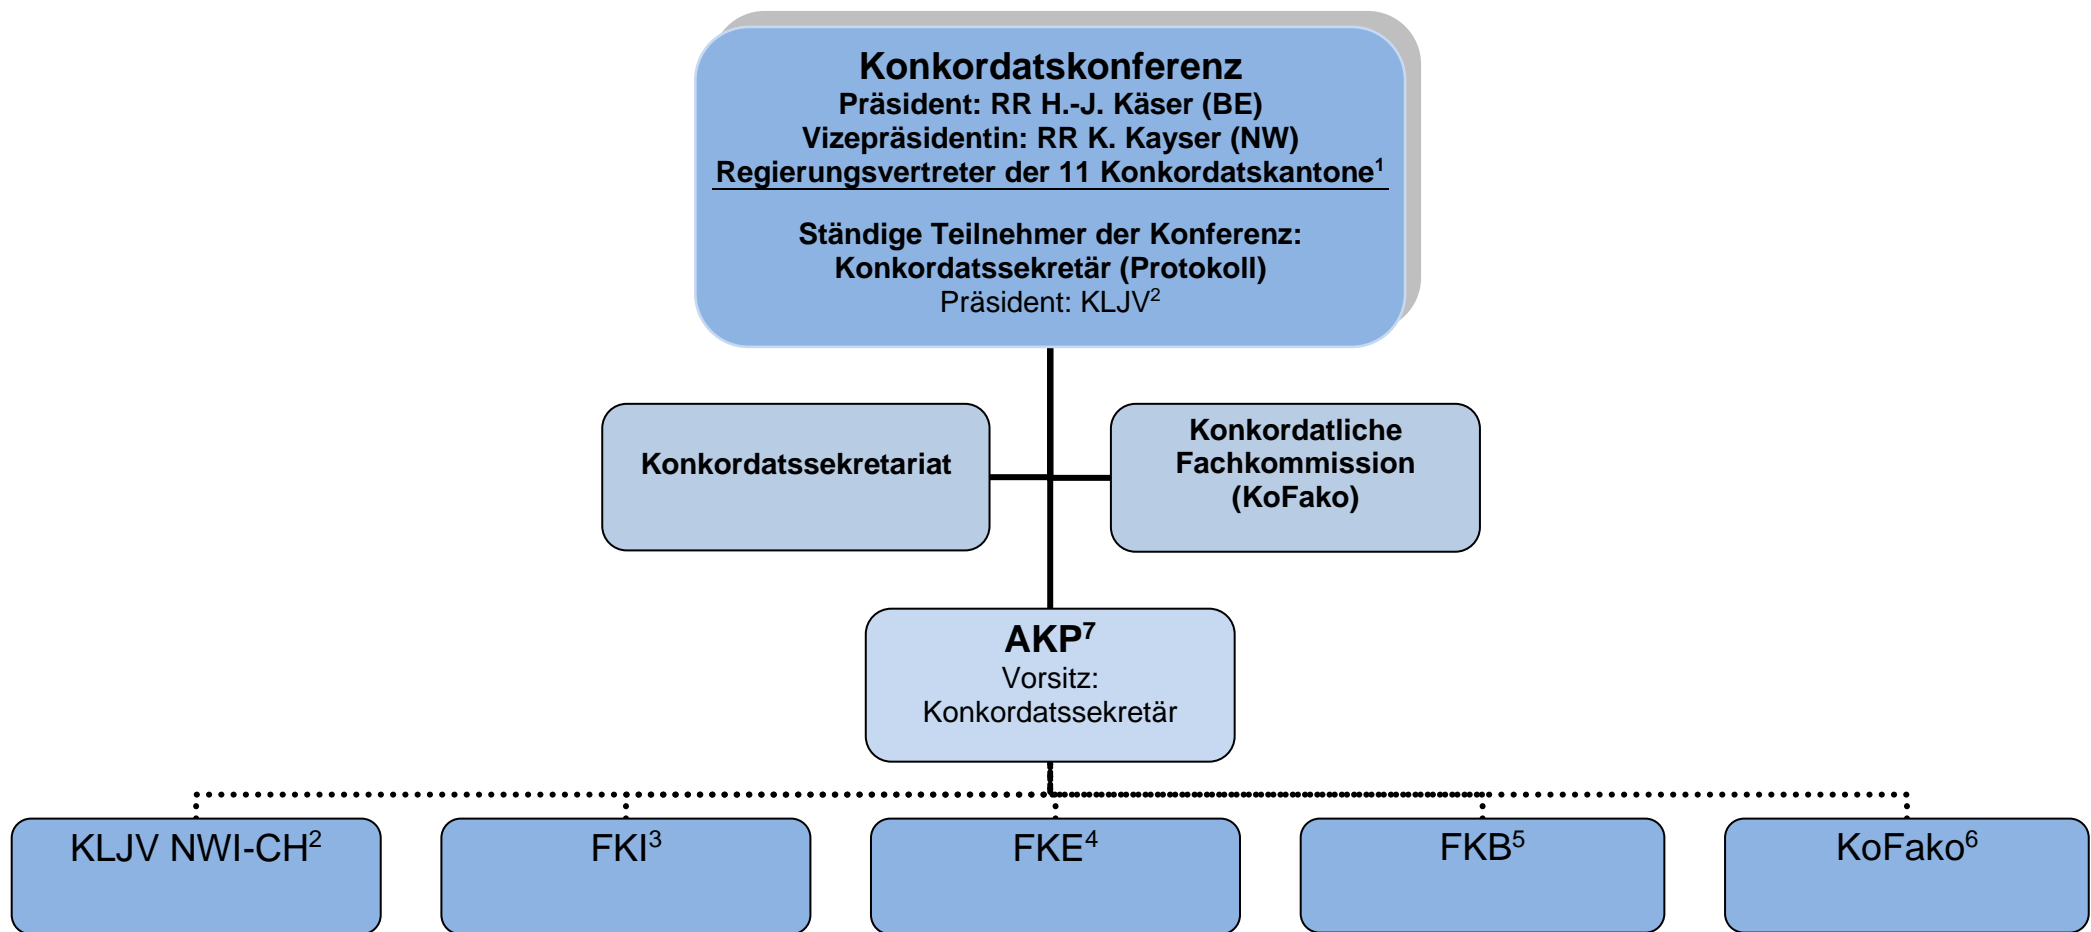 Konkordatskonferenz
Präsident: RR H.-J. Käser (BE)
Vizepräsidentin: RR K. Kayser (NW)
Regierungsvertreter der 11 Konkordatskantone¹
Ständige Teilnehmer der Konferenz:
Konkordatssekretär (Protokoll)
Präsident: KLJV²
Konkordatssekretariat
Konkordatliche
Fachkommission
(KoFako)
AKP⁷
Vorsitz:
Konkordatssekretär
KLJV NWI-CH²
FKI³
FKE⁴
FKB⁵
KoFako⁶